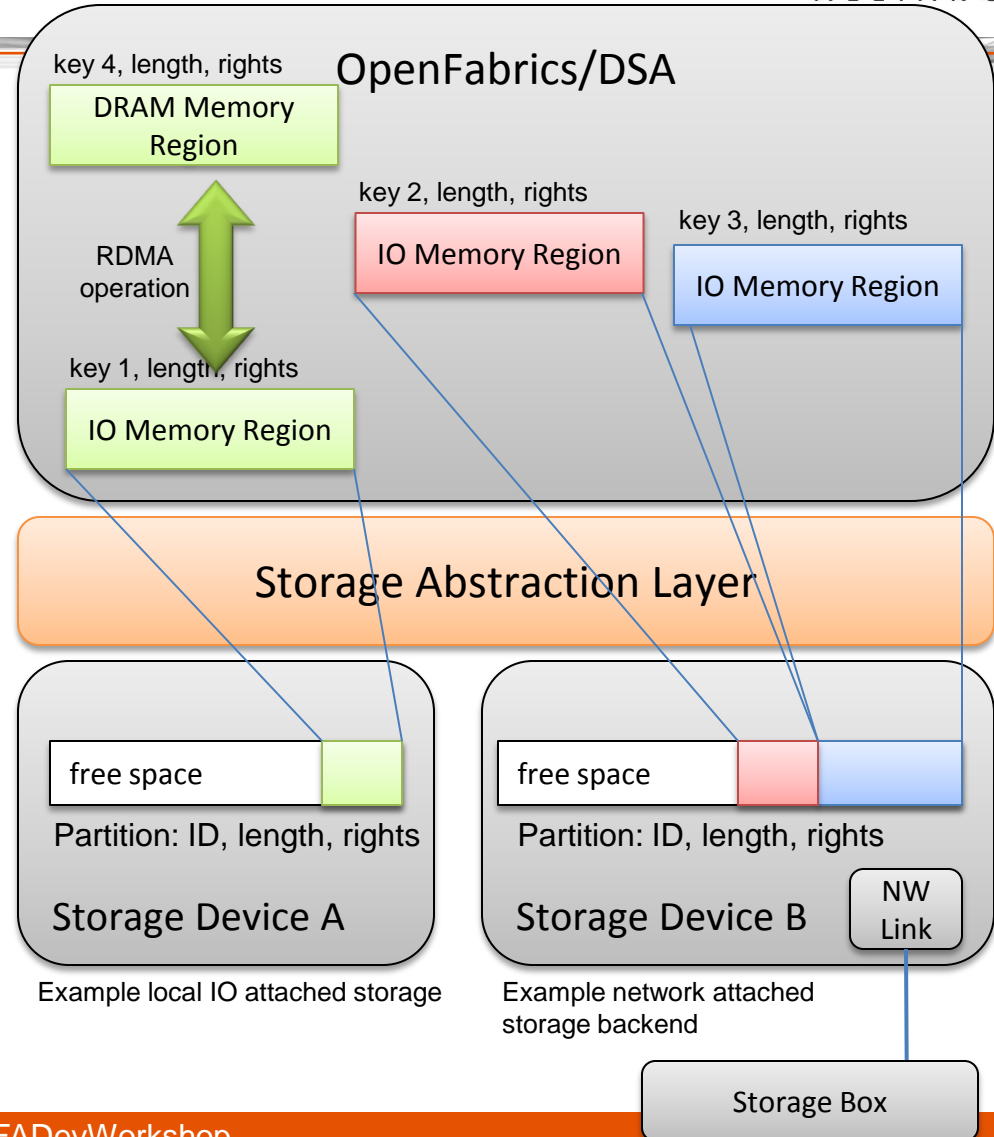 OpenFabrics/DSA
key 4, length, rights
DRAM Memory
Region
key 2, length, rights
IO Memory Region
key 3, length, rights
IO Memory Region
RDMA
operation
key 1, length, rights
IO Memory Region
Storage Abstraction Layer
free space
Partition: ID, length, rights
Storage Device A
Example local IO attached storage
free space
Partition: ID, length, rights
Storage Device B
NW
Link
Example network attached
storage backend
Storage Box